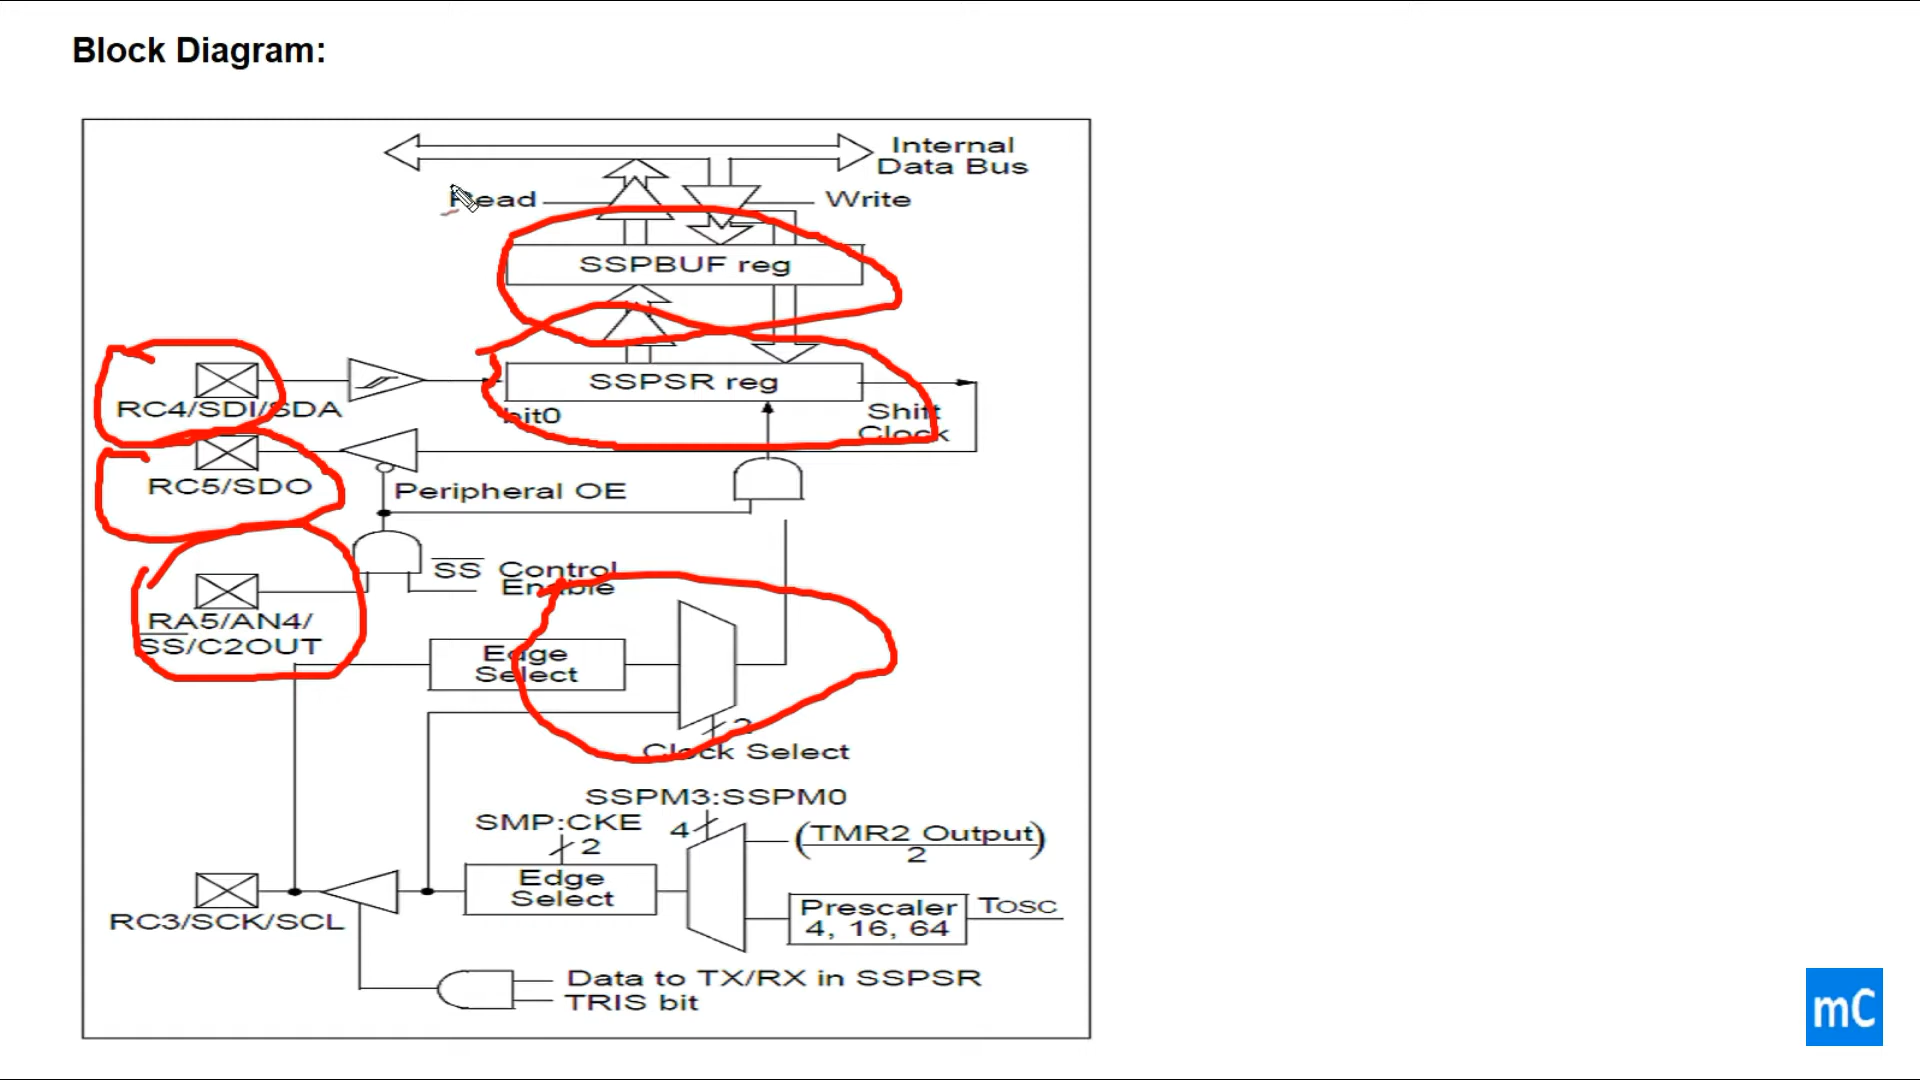 Block Diagram:
Internal
Data Bus
Read
Write
SSPBUF reg
SSPSR reg
RC4/SDI/SDA
bit0
Shift
Clock
RC5/SDO
Peripheral OE
SS Control
Enable
RA5/AN4/
SS/C2OUT
Edge
Select
2
Clock Select
SSPM3:SSPM0
SMP:CKE
4
2
(TMR2 Output)
2
Edge
Select
Prescaler
4, 16, 64
TOSC
RC3/SCK/SCL
Data to TX/RX in SSPSR
TRIS bit
mC